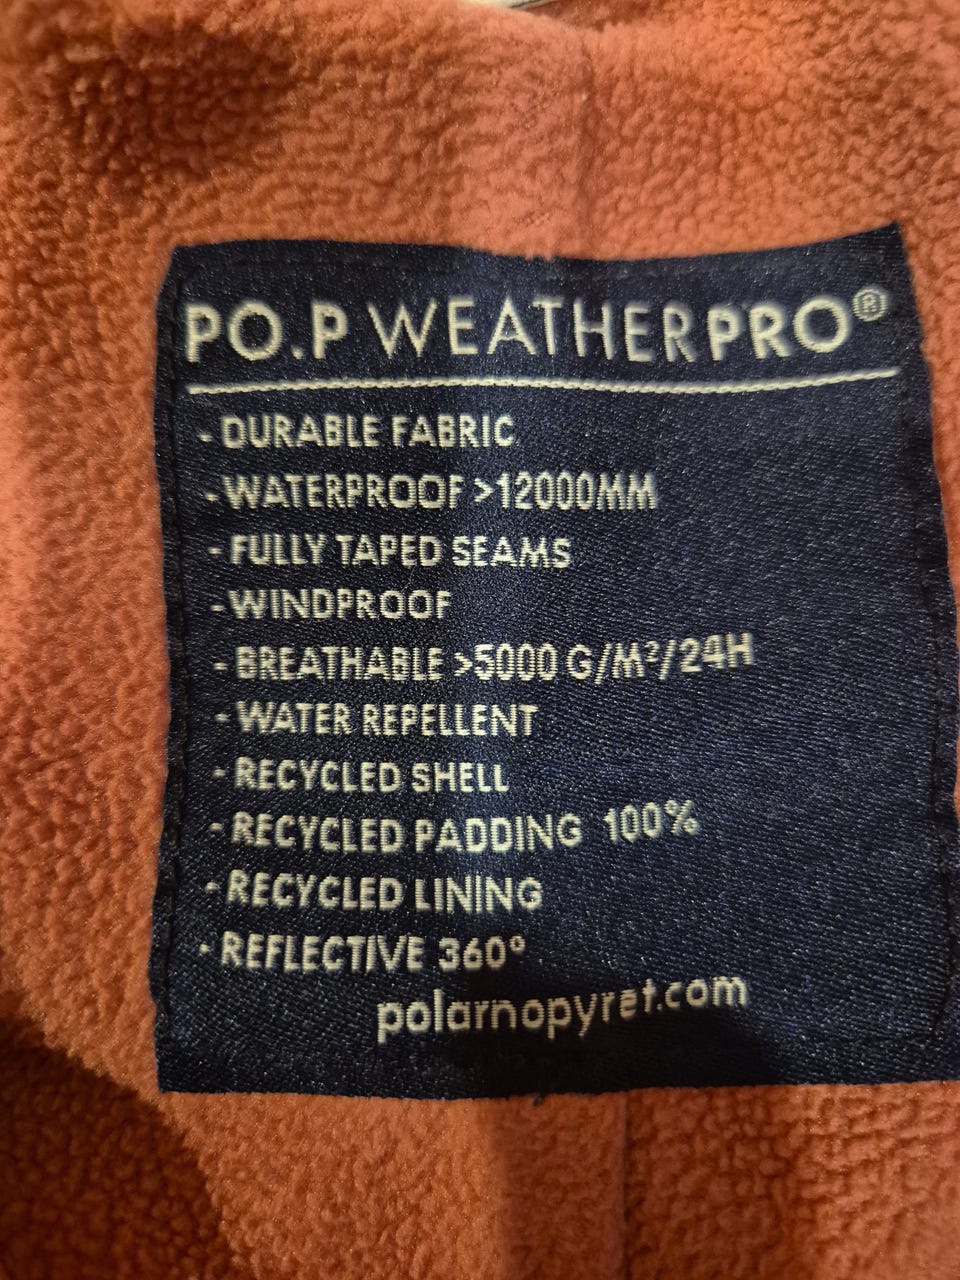 PO.P WEATHERPRO®
- DURABLE FABRIC
- WATERPROOF >12000MM
- FULLY TAPED SEAMS
- WINDPROOF
- BREATHABLE >5000 G/M²/24H
- WATER REPELLENT
- RECYCLED SHELL
- RECYCLED PADDING 100%
- RECYCLED LINING
- REFLECTIVE 360°
polarnopyret.com